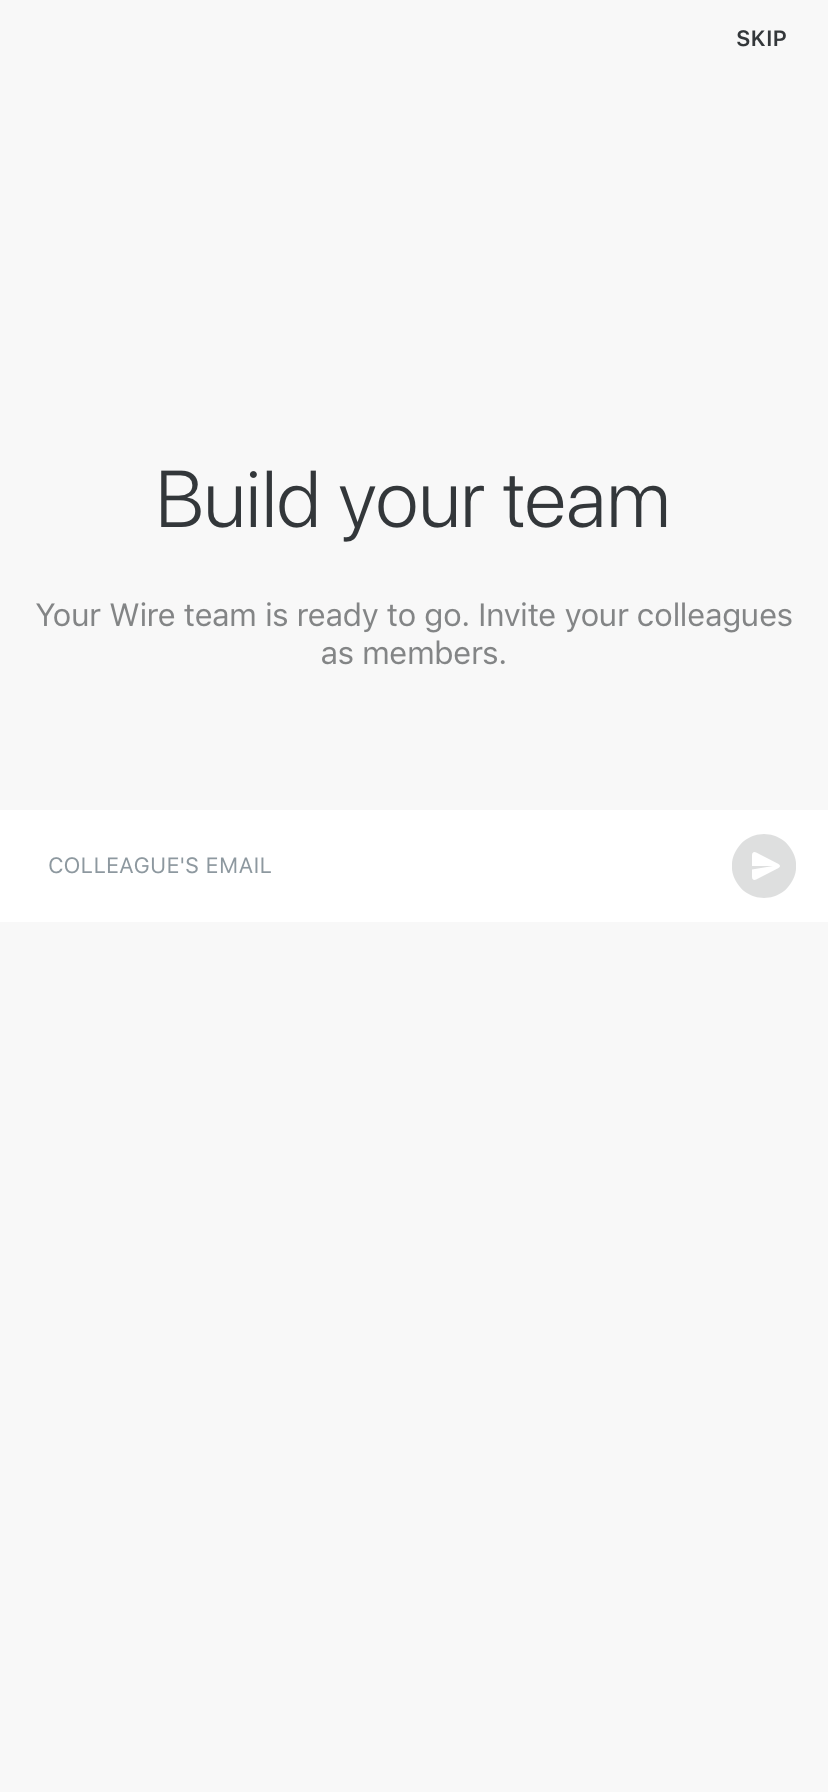 SKIP
Build your team
Your Wire team is ready to go. Invite your colleagues
as members.
COLLEAGUE'S EMAIL